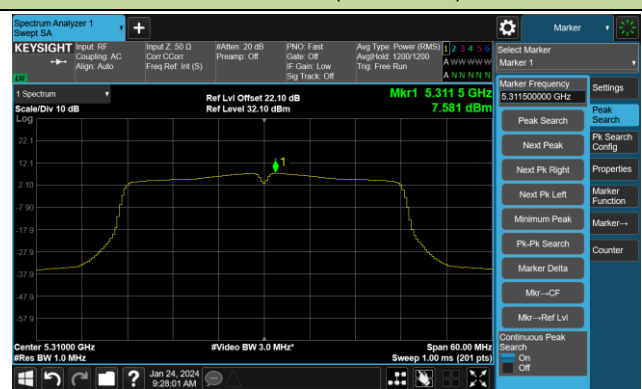 Spectrum Analyzer 1
Swept SA
Marker
KEYSIGHT
Input: RF
Coupling: AC
Align: Auto
Input Z: 50 Ω
Corr CCorr
Freq Ref: Int (S)
#Atten: 20 dB
Preamp: Off
PNO: Fast
Gate: Off
IF Gain: Low
Sig Track: Off
Avg Type: Power (RMS)
Avg|Hold: 1200/1200
Trig: Free Run
1 2 3 4 5 6
A W W W W W
A N N N N N
LXI
Select Marker
Marker 1
1 Spectrum
Scale/Div 10 dB
Log
Ref Lvl Offset 22.10 dB
Ref Level 32.10 dBm
Mkr1 5.311 5 GHz
7.581 dBm
22.1
12.1
2.10
-7.90
-17.9
-27.9
-37.9
-47.9
-57.9
1
Center 5.31000 GHz
#Res BW 1.0 MHz
#Video BW 3.0 MHz*
Span 60.00 MHz
Sweep 1.00 ms (201 pts)
Marker Frequency
5.311500000 GHz
Peak Search
Next Peak
Next Pk Right
Next Pk Left
Minimum Peak
Pk-Pk Search
Marker Delta
Mkr→CF
Mkr→Ref Lvl
Continuous Peak
Search
On
Off
Settings
Peak
Search
Pk Search
Config
Properties
Marker
Function
Marker→
Counter
Jan 24, 2024
9:28:01 AM